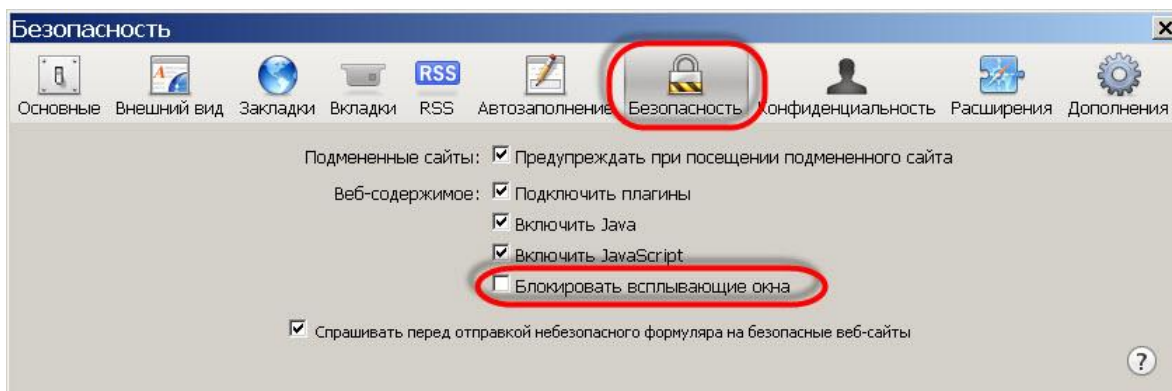 Безопасность
RSS
Основные Внешний вид Закладки Вкладки RSS Автозаполнение Безопасность Конфиденциальность Расширения Дополнения
Подмененные сайты: Предупреждать при посещении подмененного сайта
Веб-содержимое: Подключить плагины
Включить Java
Включить JavaScript
Блокировать всплывающие окна
Спрашивать перед отправкой небезопасного формуляра на безопасные веб-сайты
?